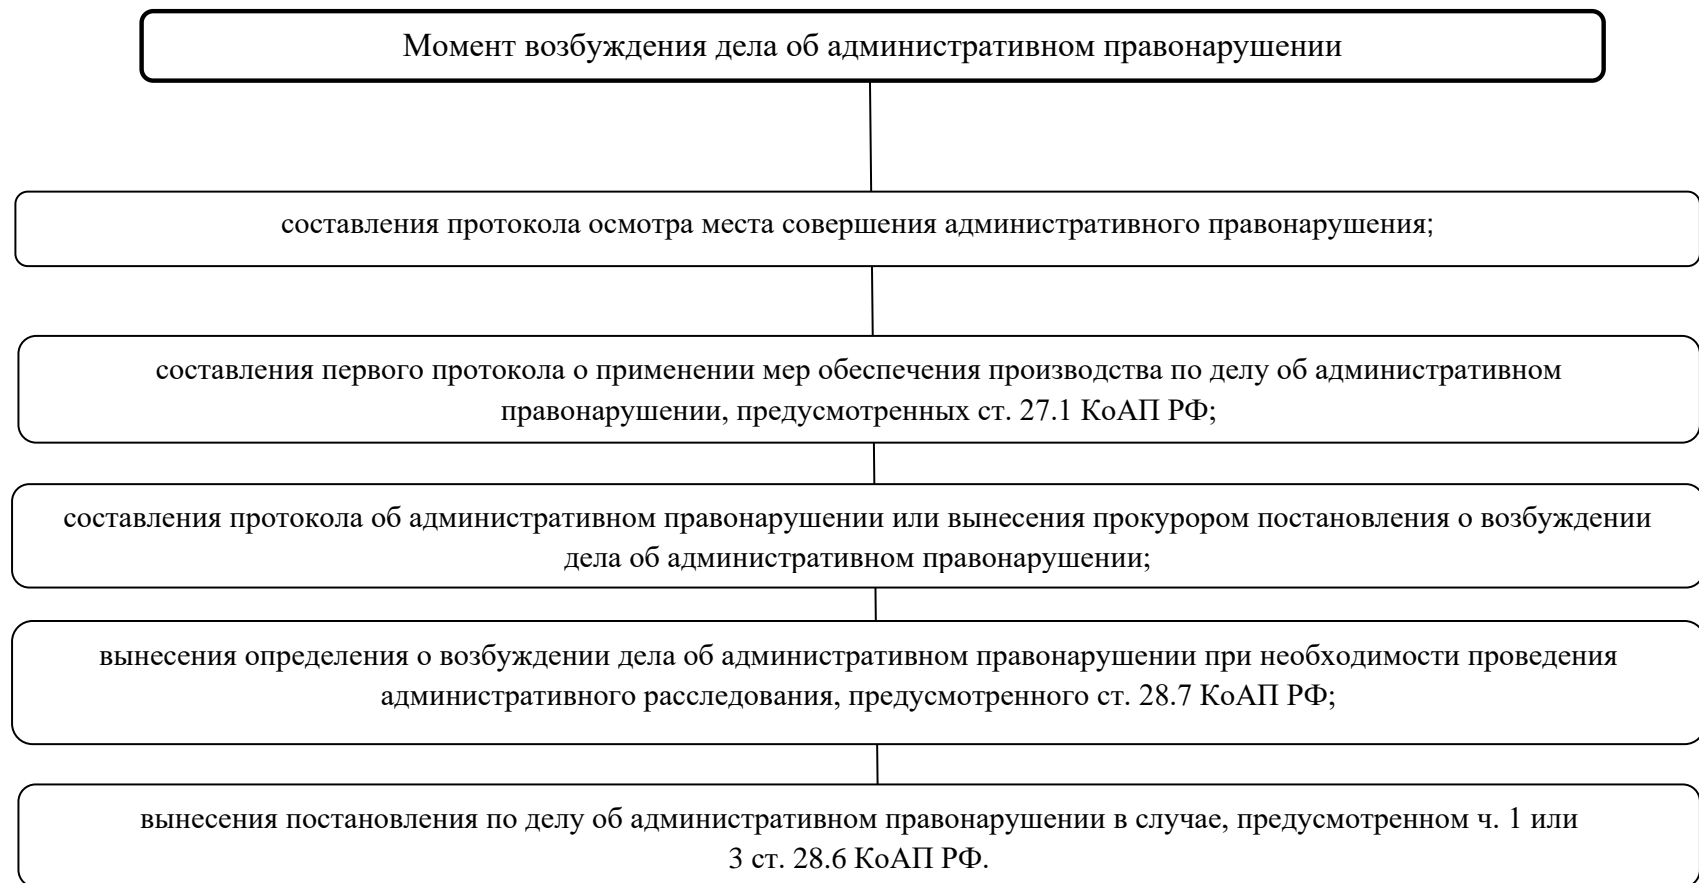 Момент возбуждения дела об административном правонарушении
составления протокола осмотра места совершения административного правонарушения;
составления первого протокола о применении мер обеспечения производства по делу об административном
правонарушении, предусмотренных ст. 27.1 КоАП РФ;
составления протокола об административном правонарушении или вынесения прокурором постановления о возбуждении
дела об административном правонарушении;
вынесения определения о возбуждении дела об административном правонарушении при необходимости проведения
административного расследования, предусмотренного ст. 28.7 КоАП РФ;
вынесения постановления по делу об административном правонарушении в случае, предусмотренном ч. 1 или
3 ст. 28.6 КоАП РФ.